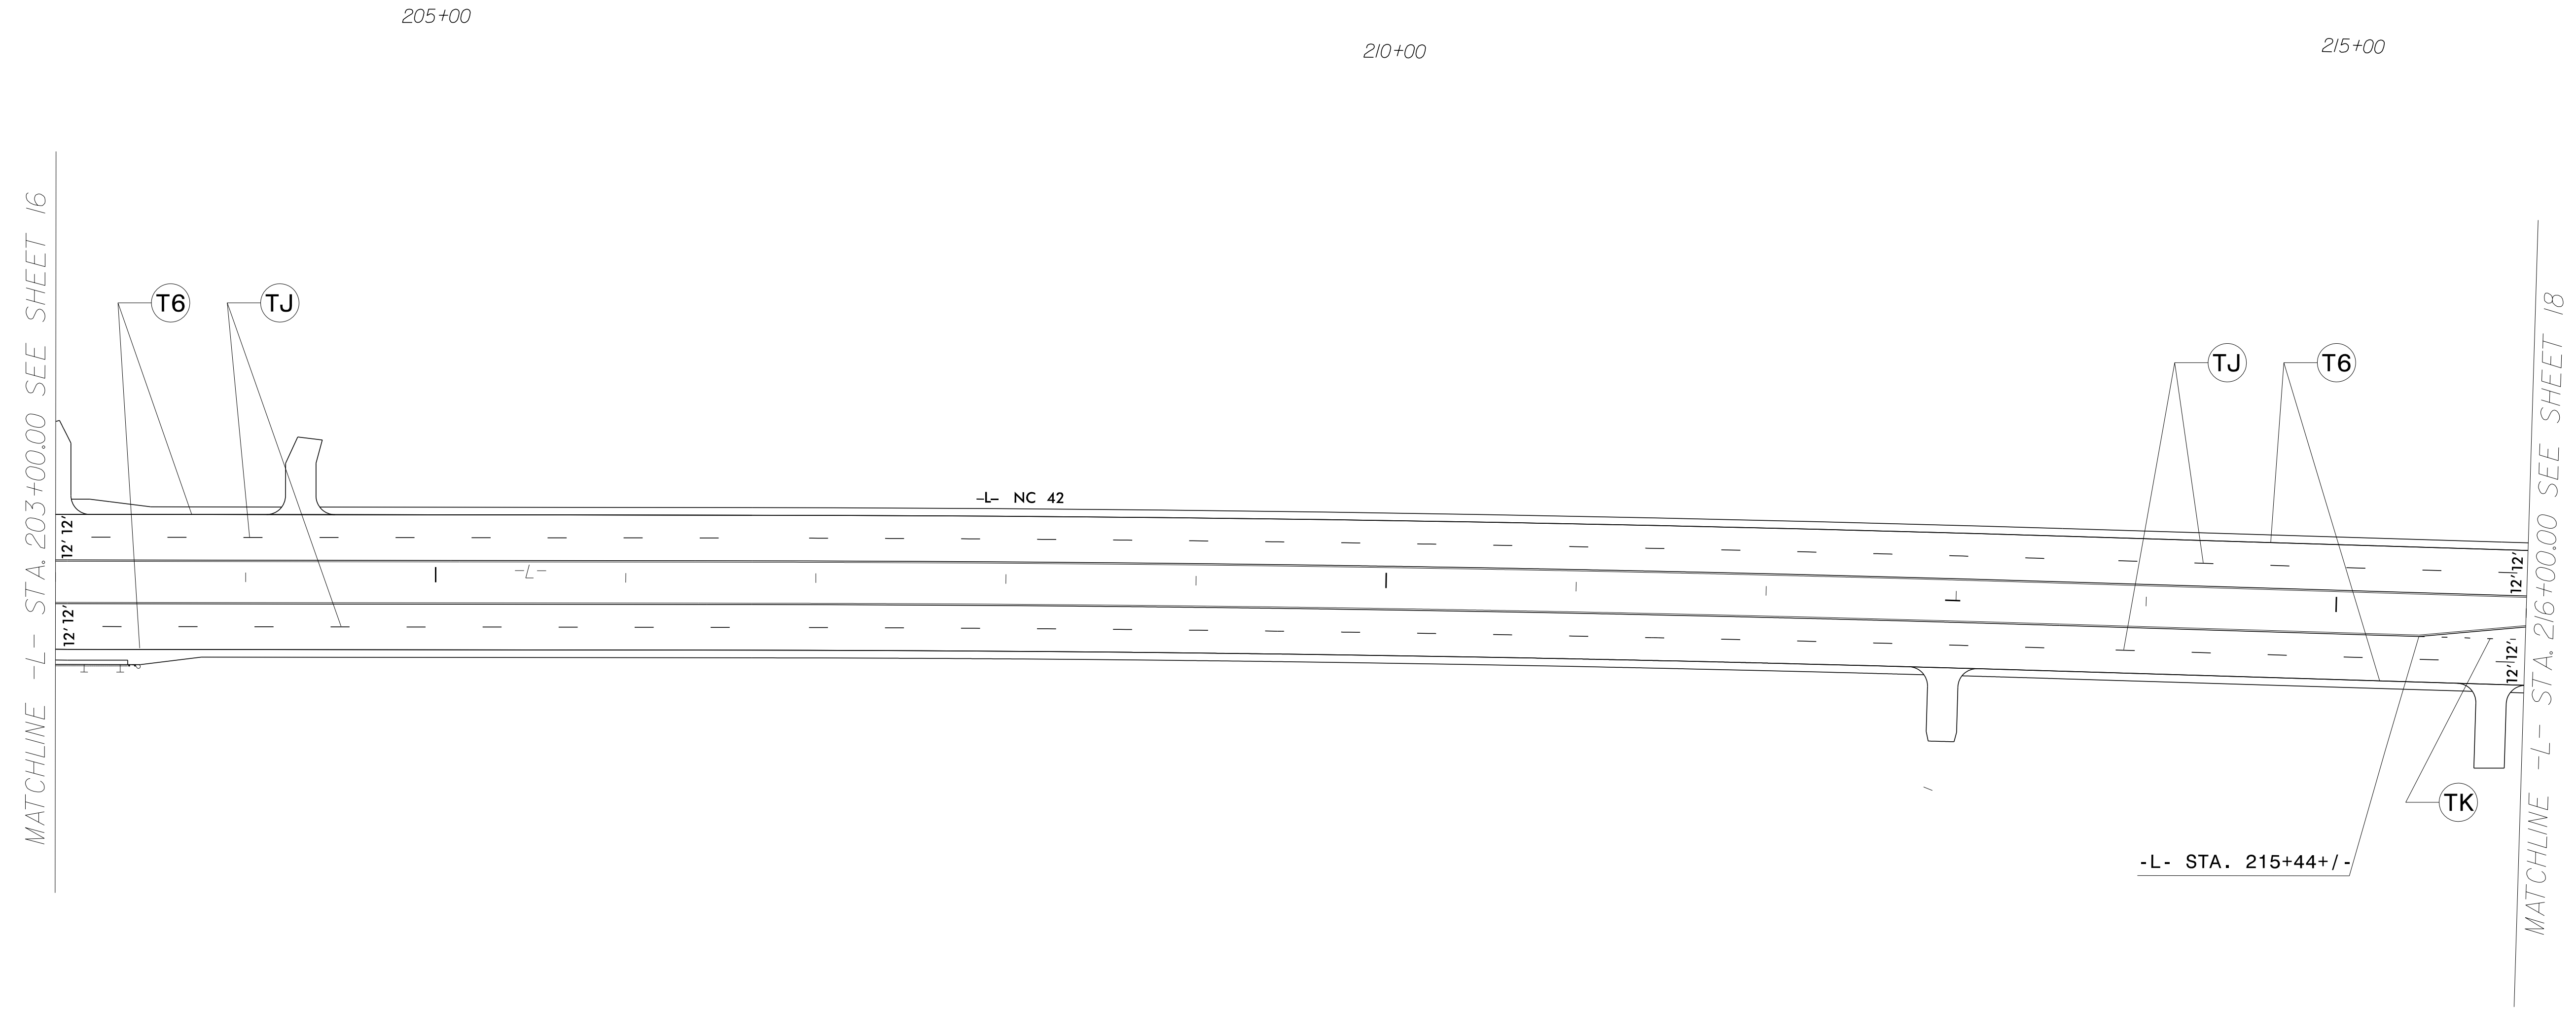 205+00
210+00
215+00
MATCHLINE -L- STA. 203+00.00 SEE SHEET 16
T6
TJ
TJ
T6
-L- NC 42
12' 12'
12' 12'
-L-
12' 12'
12' 12'
TK
-L- STA. 215+44+/-
MATCHLINE -L- STA. 216+00.00 SEE SHEET 18